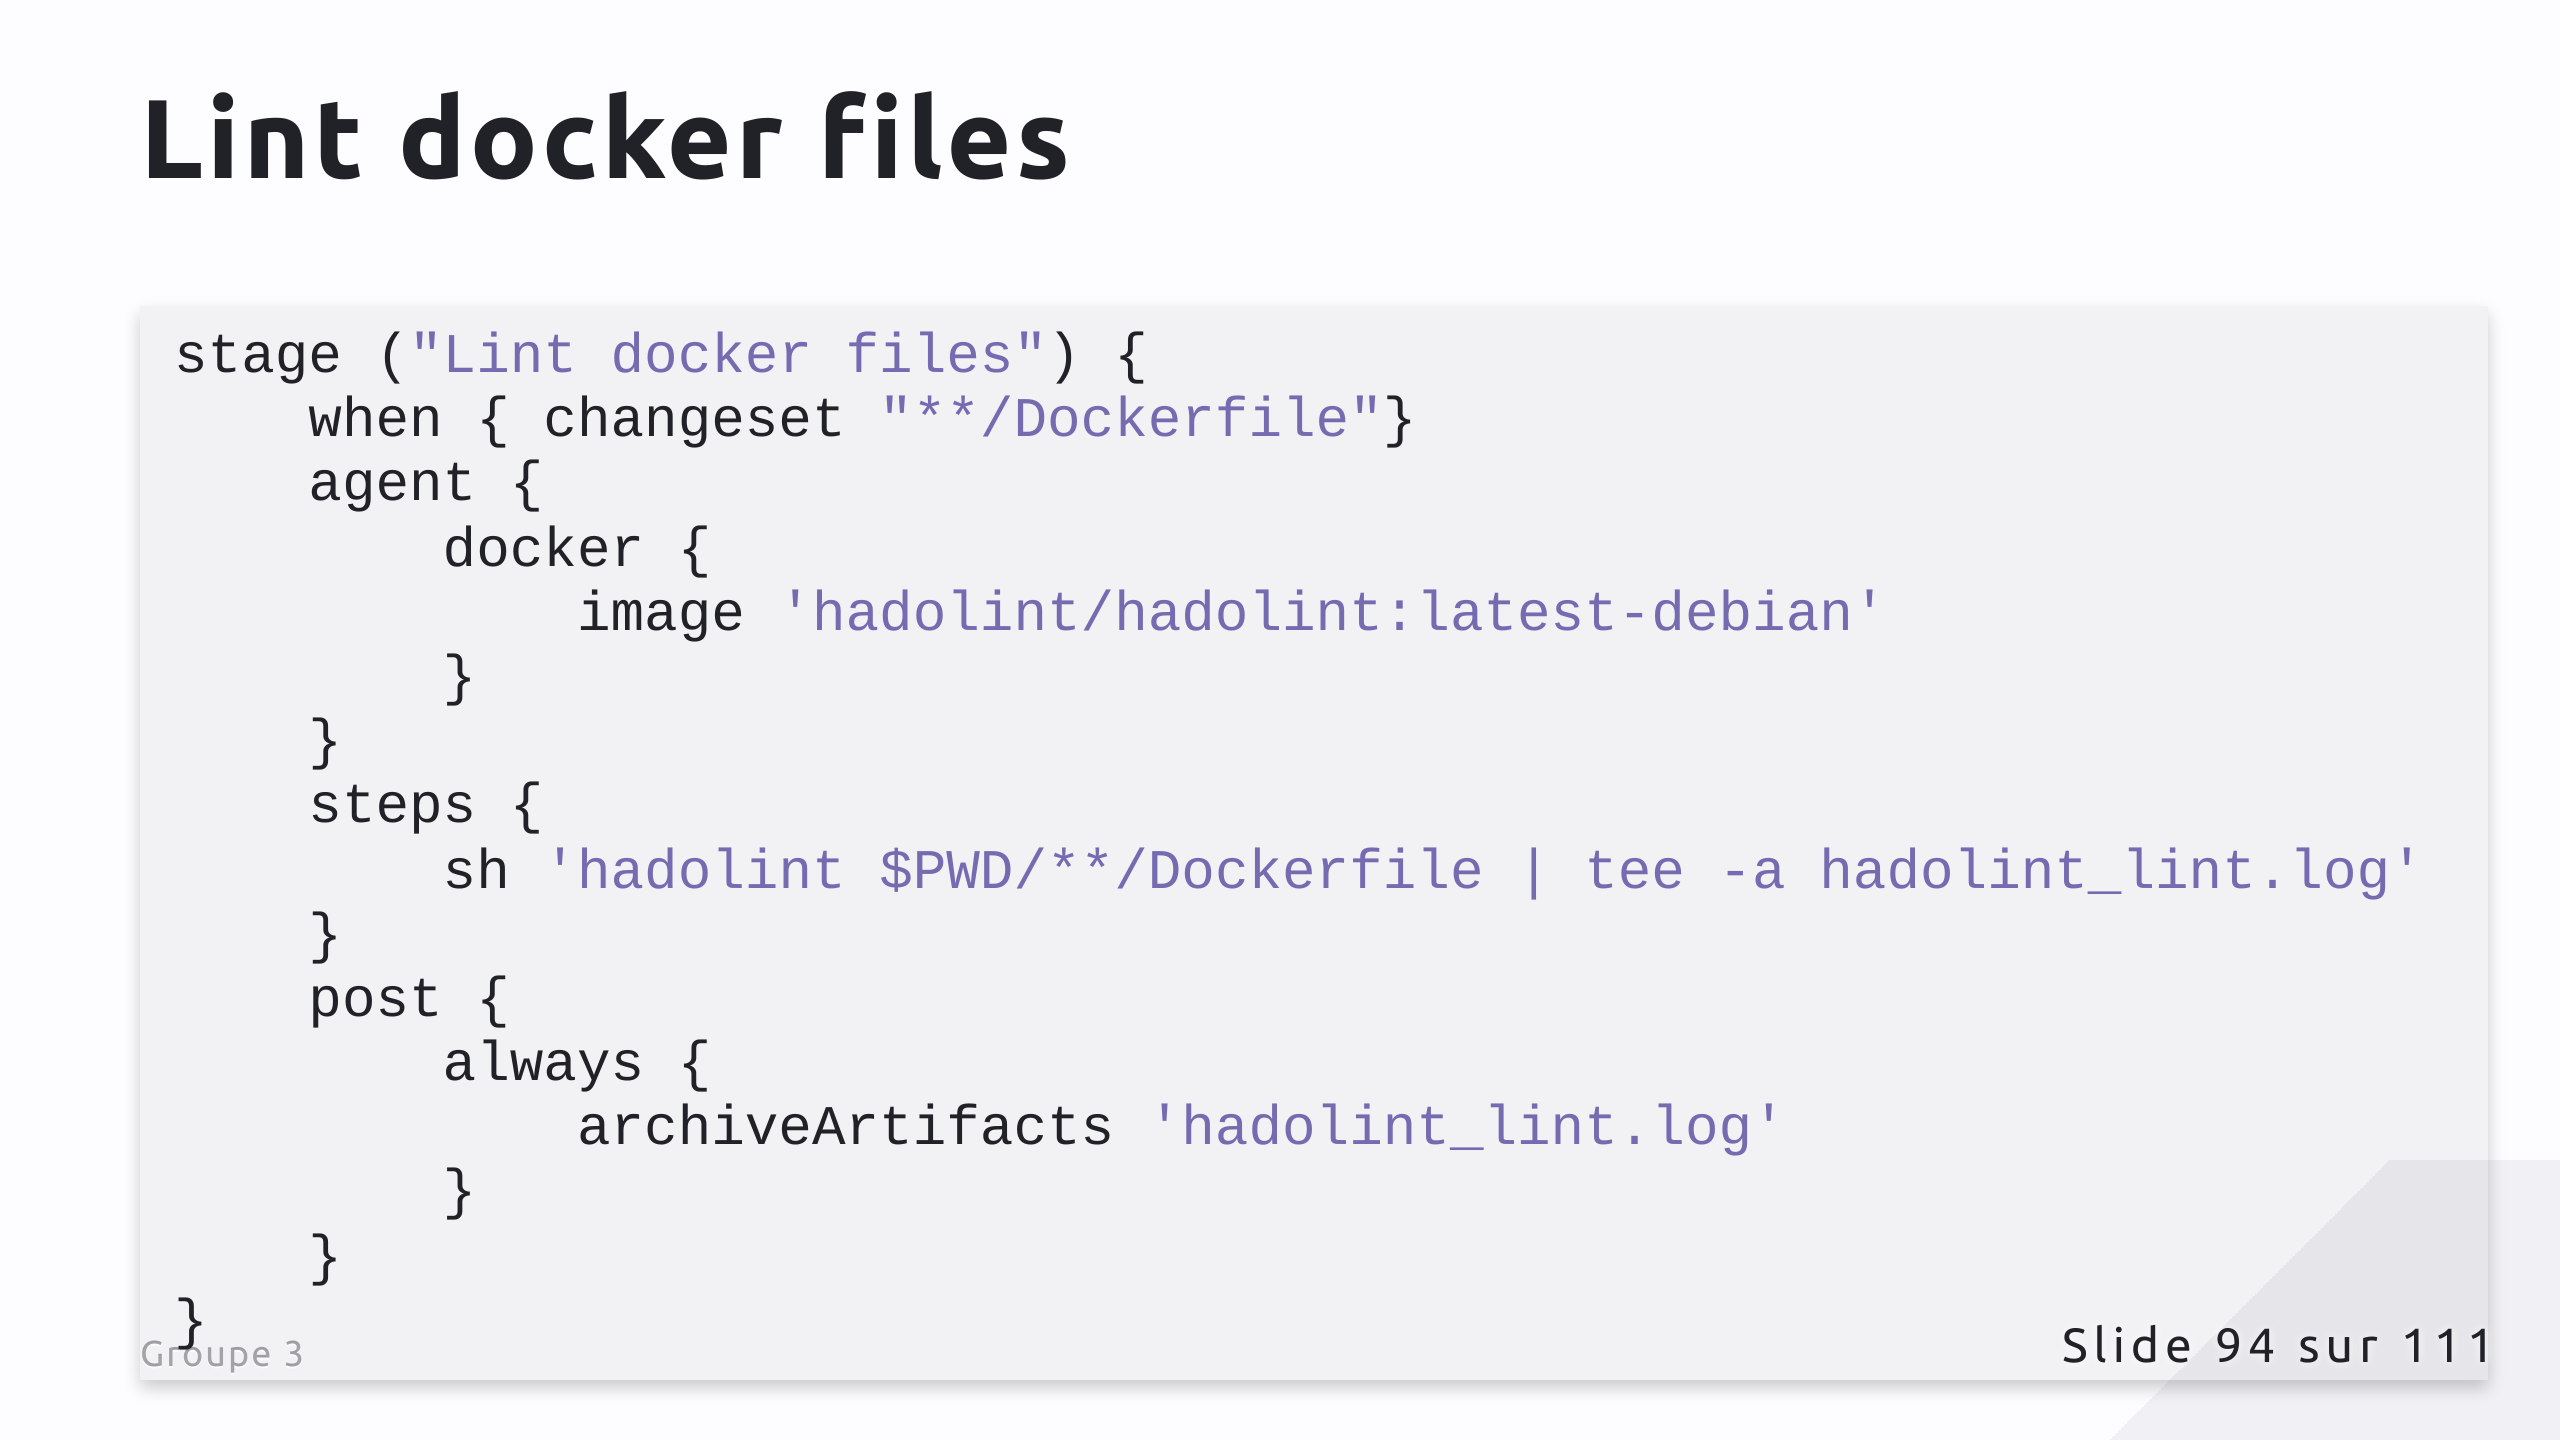 Lint docker files
stage ("Lint docker files") {
    when { changeset "**/Dockerfile"}
    agent {
        docker {
            image 'hadolint/hadolint:latest-debian'
        }
    }
    steps {
        sh 'hadolint $PWD/**/Dockerfile | tee -a hadolint_lint.log'
    }
    post {
        always {
            archiveArtifacts 'hadolint_lint.log'
        }
    }
}
Groupe 3
Slide 94 sur 111